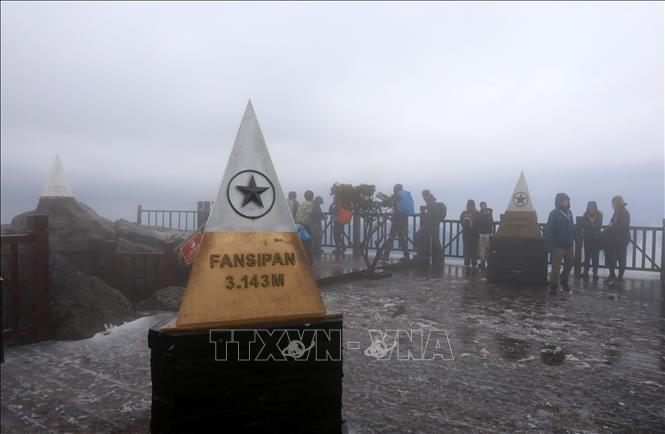 FANSIPAN
3.143M
TTXVN - VNA